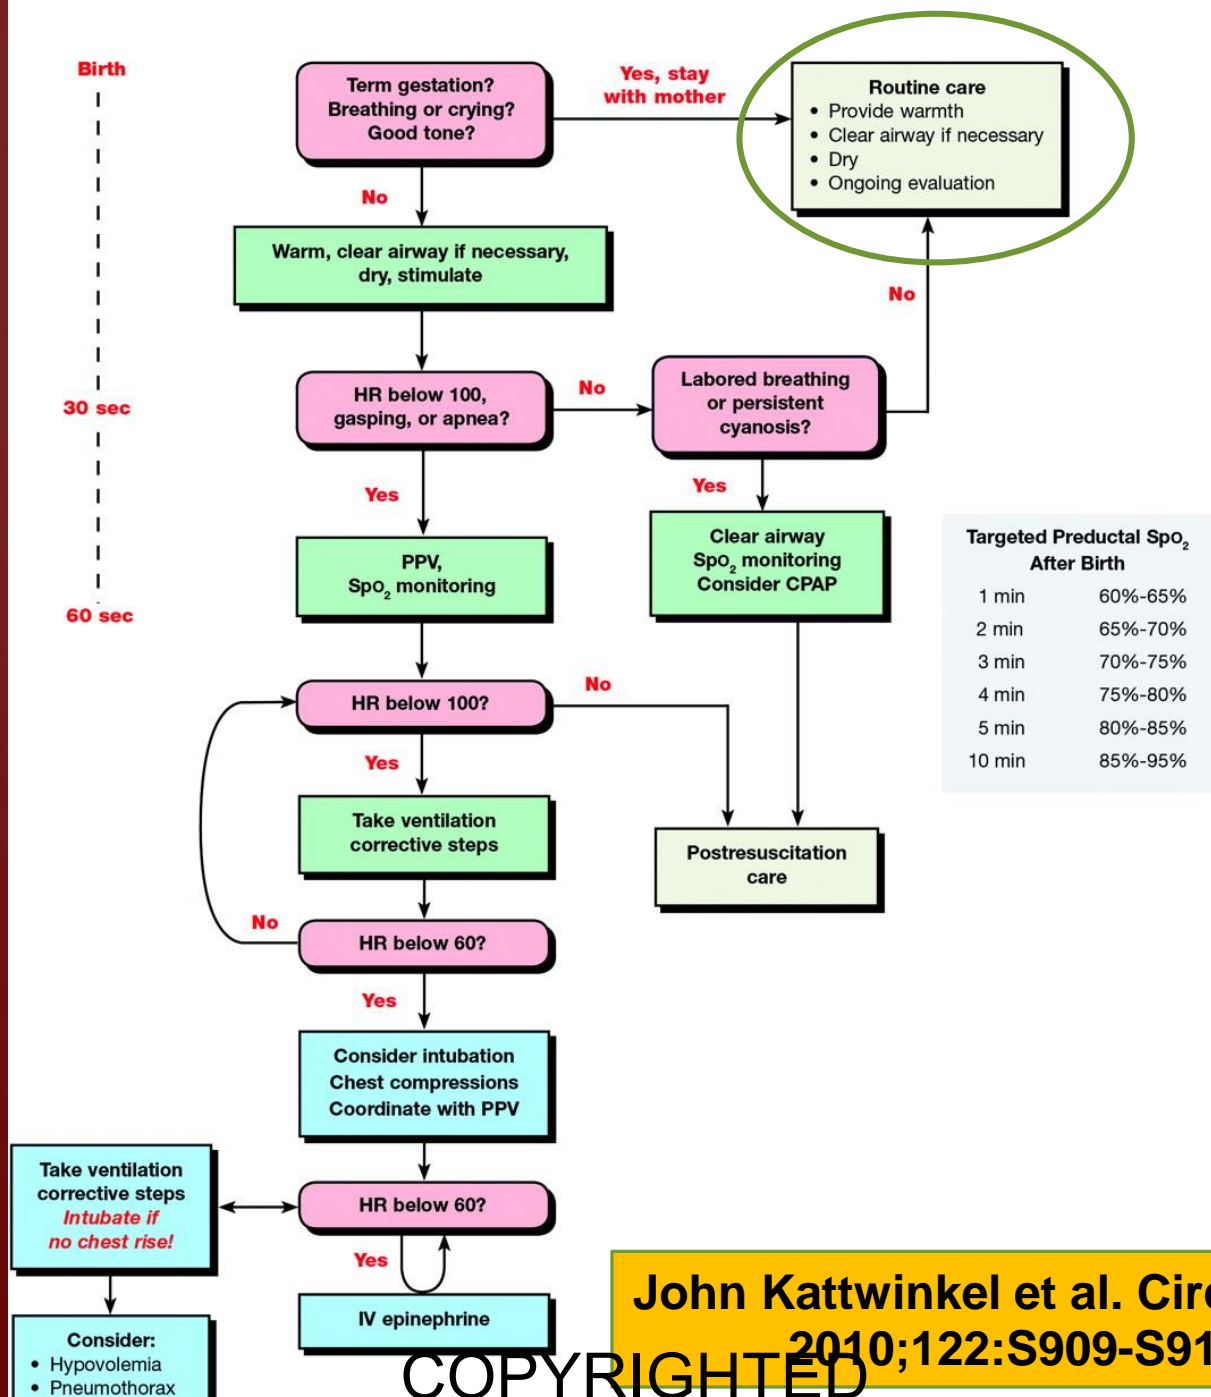 Birth
30 sec
60 sec
Term gestation?
Breathing or crying?
Good tone?
Yes, stay
with mother
Routine care
• Provide warmth
• Clear airway if necessary
• Dry
• Ongoing evaluation
No
Warm, clear airway if necessary,
dry, stimulate
HR below 100,
gasping, or apnea?
No
Labored breathing
or persistent
cyanosis?
No
Yes
Yes
PPV,
SpO₂ monitoring
Clear airway
SpO₂ monitoring
Consider CPAP
Targeted Preductal SpO₂
After Birth
1 min 60%-65%
2 min 65%-70%
3 min 70%-75%
4 min 75%-80%
5 min 80%-85%
10 min 85%-95%
HR below 100?
No
Yes
Take ventilation
corrective steps
Postresuscitation
care
HR below 60?
No
Yes
Consider intubation
Chest compressions
Coordinate with PPV
HR below 60?
Take ventilation
corrective steps
Intubate if
no chest rise!
Yes
IV epinephrine
Consider:
• Hypovolemia
• Pneumothorax
John Kattwinkel et al.
2010;122:S909-S91
COPYRIGHTED